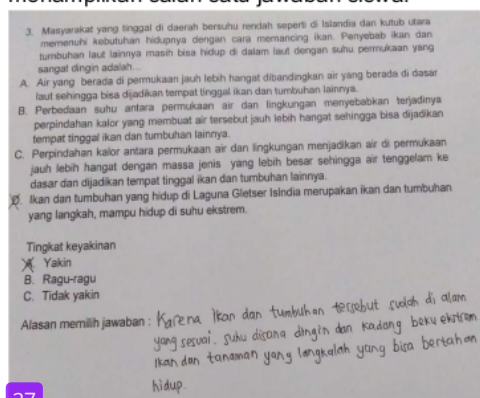 3. Masyarakat yang tinggal di daerah bersuhu rendah seperti di Islandia dan kutub utara
memenuhi kebutuhan hidupnya dengan cara memancing ikan. Penyebab ikan dan
tumbuhan laut lainnya masih bisa hidup di dalam laut dengan suhu permukaan yang
sangat dingin adalah...
A. Air yang berada di permukaan jauh lebih hangat dibandingkan air yang berada di dasar
laut sehingga bisa dijadikan tempat tinggal ikan dan tumbuhan lainnya.
B. Perbedaan suhu antara permukaan air dan lingkungan menyebabkan terjadinya
perpindahan kalor yang membuat air tersebut jauh lebih hangat sehingga bisa dijadikan
tempat tinggal ikan dan tumbuhan lainnya.
C. Perpindahan kalor antara permukaan air dan lingkungan menjadikan air di permukaan
jauh lebih hangat dengan massa jenis yang lebih besar sehingga air tenggelam ke
dasar dan dijadikan tempat tinggal ikan dan tumbuhan lainnya.
D. Ikan dan tumbuhan yang hidup di Laguna Gletser Islndia merupakan ikan dan tumbuhan
yang langkah, mampu hidup di suhu ekstrem.
Tingkat keyakinan
A. Yakin
B. Ragu-ragu
C. Tidak yakin
Alasan memilih jawaban : Karena Ikan dan tumbuhan tersebut sudah di alam
yang sesuai. Suhu disana dingin dan kadang beku ekstrem
Ikan dan tanaman yang langkalah yang bisa bertahan
hidup.